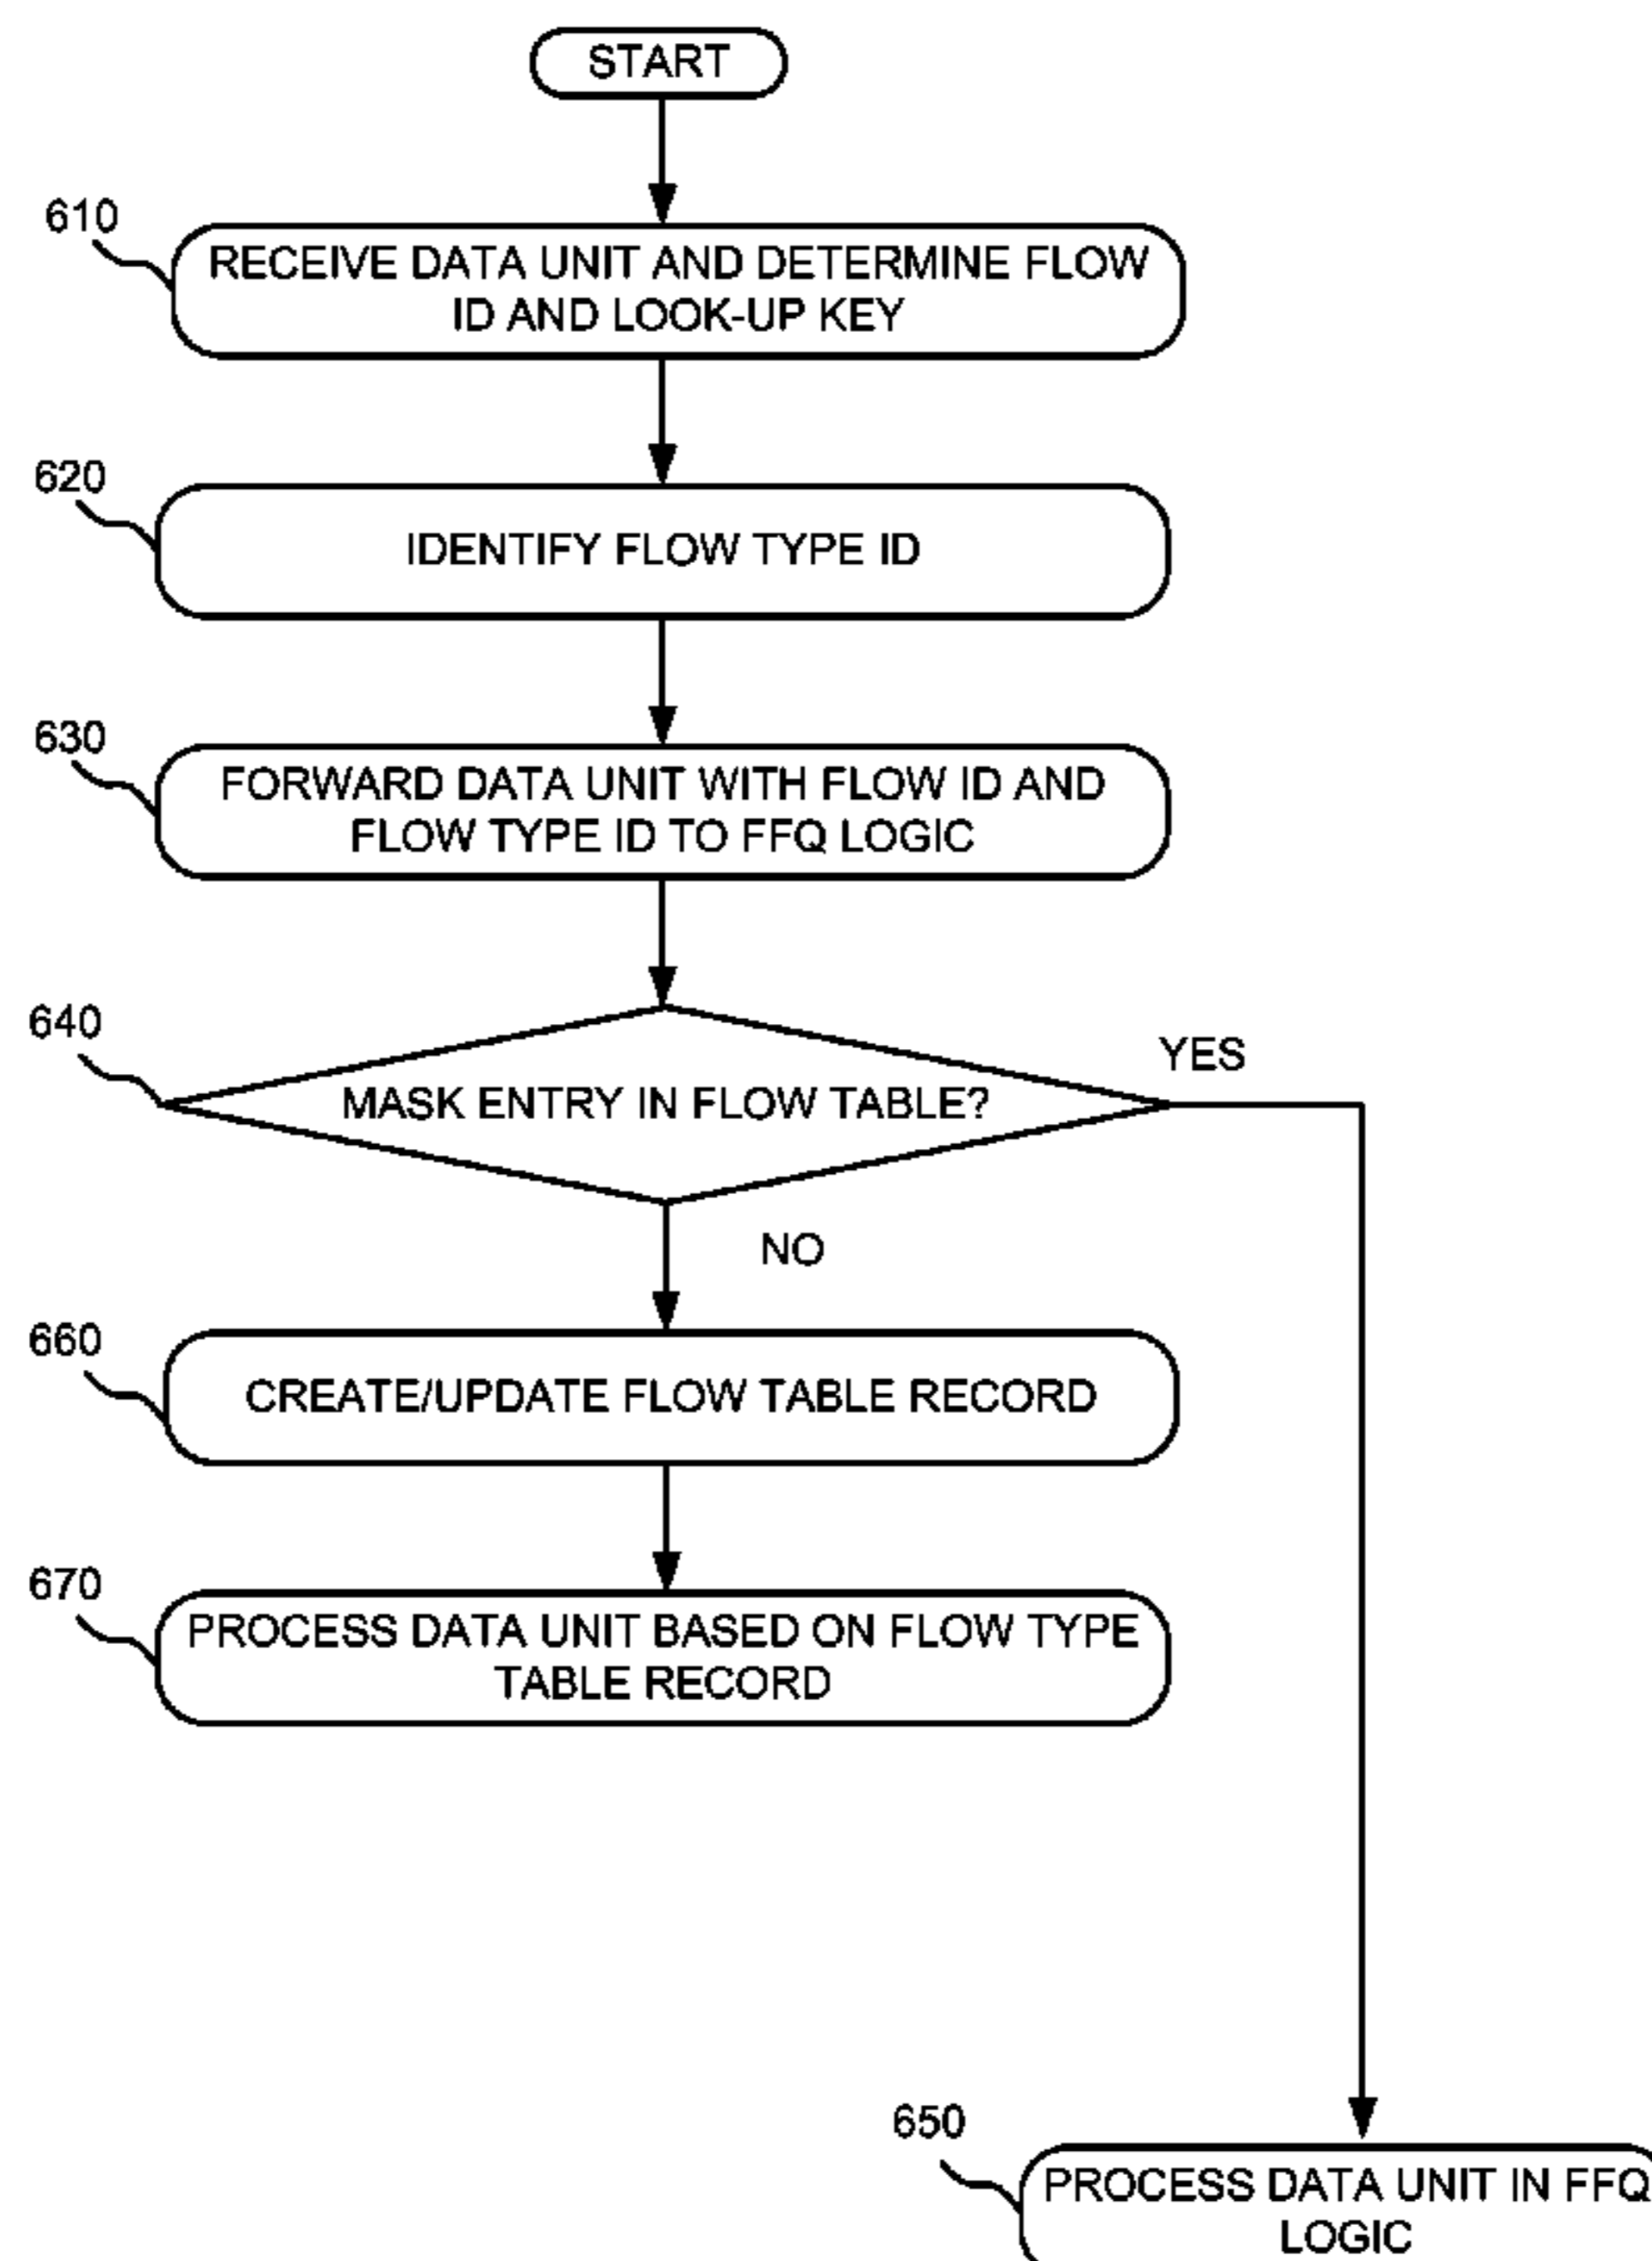 START
610
RECEIVE DATA UNIT AND DETERMINE FLOW
ID AND LOOK-UP KEY
620
IDENTIFY FLOW TYPE ID
630
FORWARD DATA UNIT WITH FLOW ID AND
FLOW TYPE ID TO FFQ LOGIC
640
MASK ENTRY IN FLOW TABLE?
YES
NO
660
CREATE/UPDATE FLOW TABLE RECORD
670
PROCESS DATA UNIT BASED ON FLOW TYPE
TABLE RECORD
650
PROCESS DATA UNIT IN FFQ
LOGIC